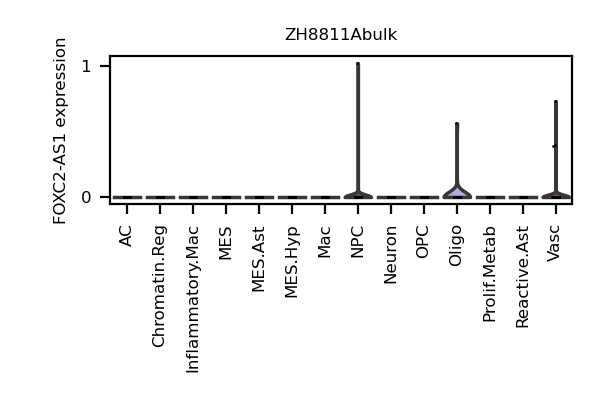 ZH8811Abulk
FOXC2-AS1 expression
1
0
AC
Chromatin.Reg
Inflammatory.Mac
MES
MES.Ast
MES.Hyp
Mac
NPC
Neuron
OPC
Oligo
Prolif.Metab
Reactive.Ast
Vasc